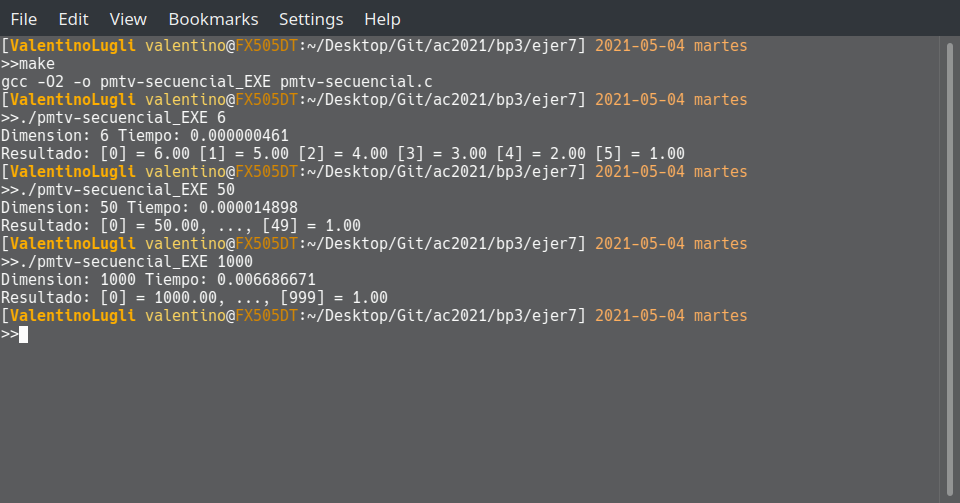 File Edit View Bookmarks Settings Help
[ValentinoLugli valentino@FX505DT:~/Desktop/Git/ac2021/bp3/ejer7] 2021-05-04 martes
>>make
gcc -O2 -o pmtv-secuencial_EXE pmtv-secuencial.c
[ValentinoLugli valentino@FX505DT:~/Desktop/Git/ac2021/bp3/ejer7] 2021-05-04 martes
>>./pmtv-secuencial_EXE 6
Dimension: 6 Tiempo: 0.000000461
Resultado: [0] = 6.00 [1] = 5.00 [2] = 4.00 [3] = 3.00 [4] = 2.00 [5] = 1.00
[ValentinoLugli valentino@FX505DT:~/Desktop/Git/ac2021/bp3/ejer7] 2021-05-04 martes
>>./pmtv-secuencial_EXE 50
Dimension: 50 Tiempo: 0.000014898
Resultado: [0] = 50.00, ..., [49] = 1.00
[ValentinoLugli valentino@FX505DT:~/Desktop/Git/ac2021/bp3/ejer7] 2021-05-04 martes
>>./pmtv-secuencial_EXE 1000
Dimension: 1000 Tiempo: 0.006686671
Resultado: [0] = 1000.00, ..., [999] = 1.00
[ValentinoLugli valentino@FX505DT:~/Desktop/Git/ac2021/bp3/ejer7] 2021-05-04 martes
>>